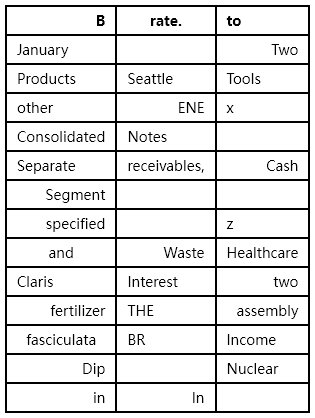 B rate. to
January Two
Products Seattle Tools
other ENE x
Consolidated Notes
Separate receivables, Cash
Segment
specified z
and Waste Healthcare
Claris Interest two
fertilizer THE assembly
fasciculata BR Income
Dip Nuclear
in In